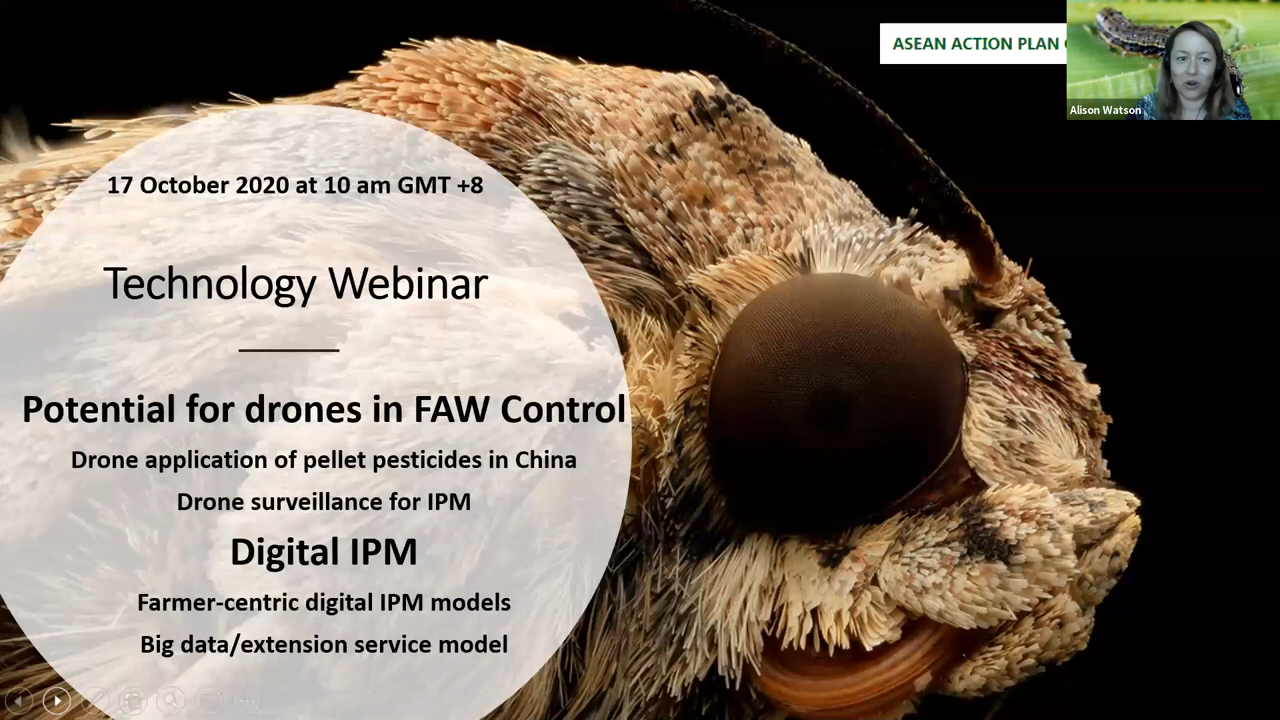 ASEAN ACTION PLAN
Alison Watson
17 October 2020 at 10 am GMT +8
Technology Webinar
Potential for drones in FAW Control
Drone application of pellet pesticides in China
Drone surveillance for IPM
Digital IPM
Farmer-centric digital IPM models
Big data/extension service model